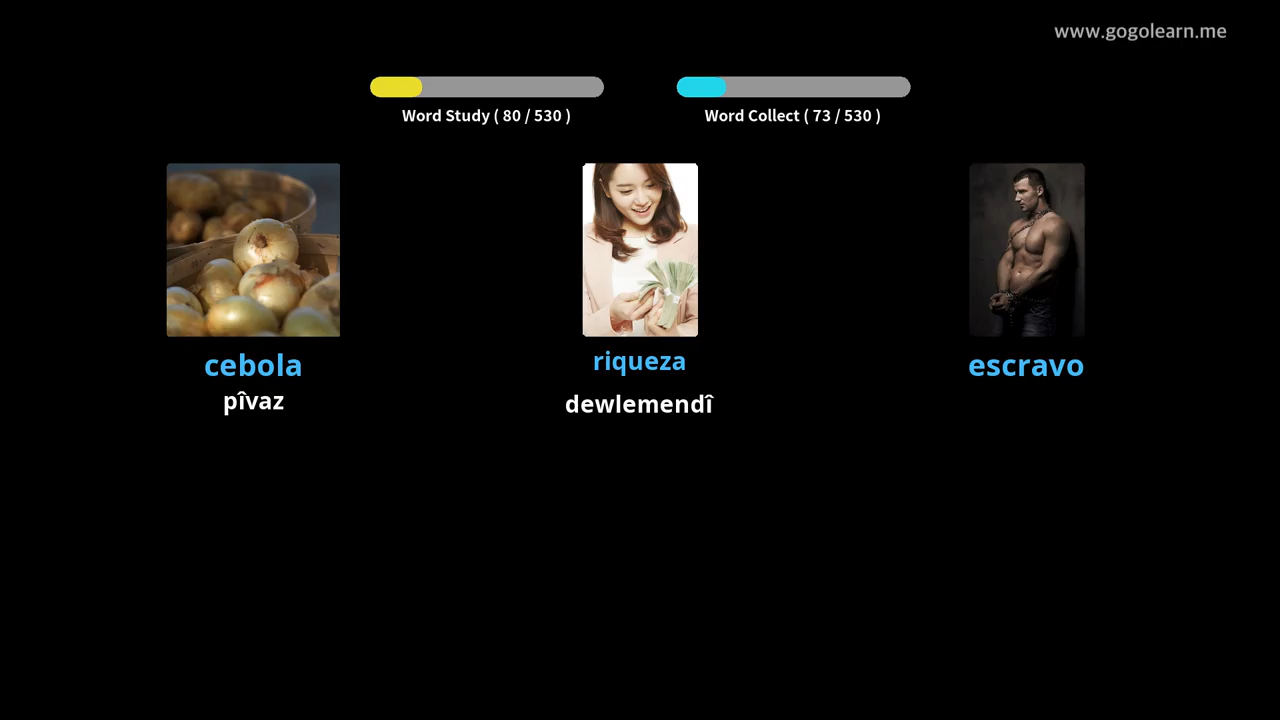 www.gogolearn.me
Word Study ( 80 / 530 )
Word Collect ( 73 / 530 )
cebola
pîvaz
riqueza
dewlemendî
escravo